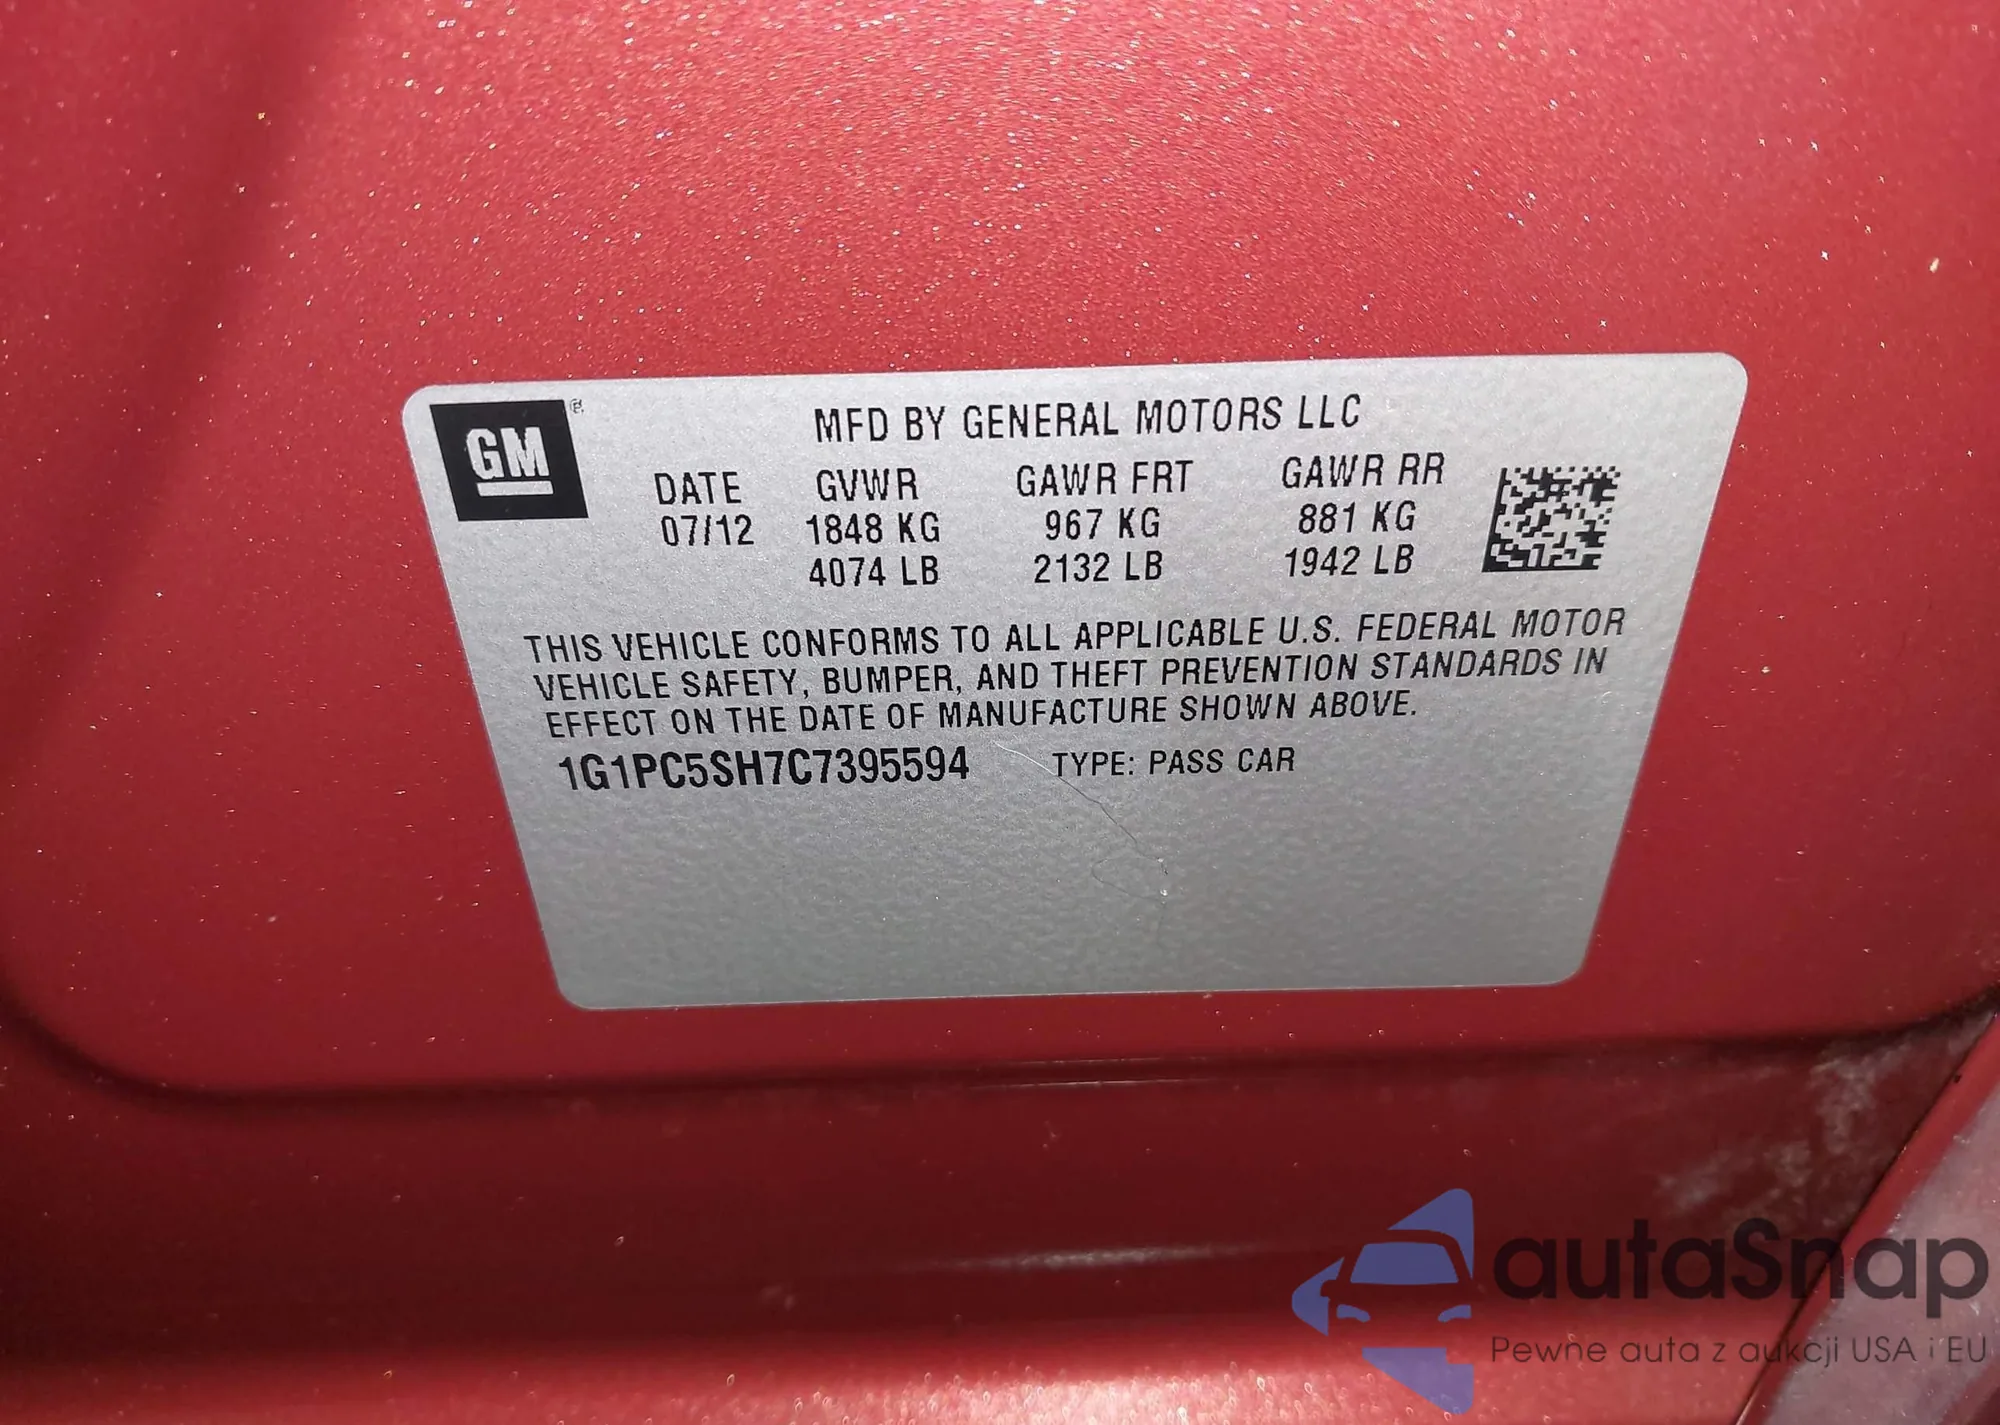 GM
MFD BY GENERAL MOTORS LLC
DATE GVWR GAWR FRT GAWR RR
07/12 1848 KG 967 KG 881 KG
4074 LB 2132 LB 1942 LB
THIS VEHICLE CONFORMS TO ALL APPLICABLE U.S. FEDERAL MOTOR
VEHICLE SAFETY, BUMPER, AND THEFT PREVENTION STANDARDS IN
EFFECT ON THE DATE OF MANUFACTURE SHOWN ABOVE.
1G1PC5SH7C7395594 TYPE: PASS CAR
autaSnap
Pewne auta z aukcji USA i EU